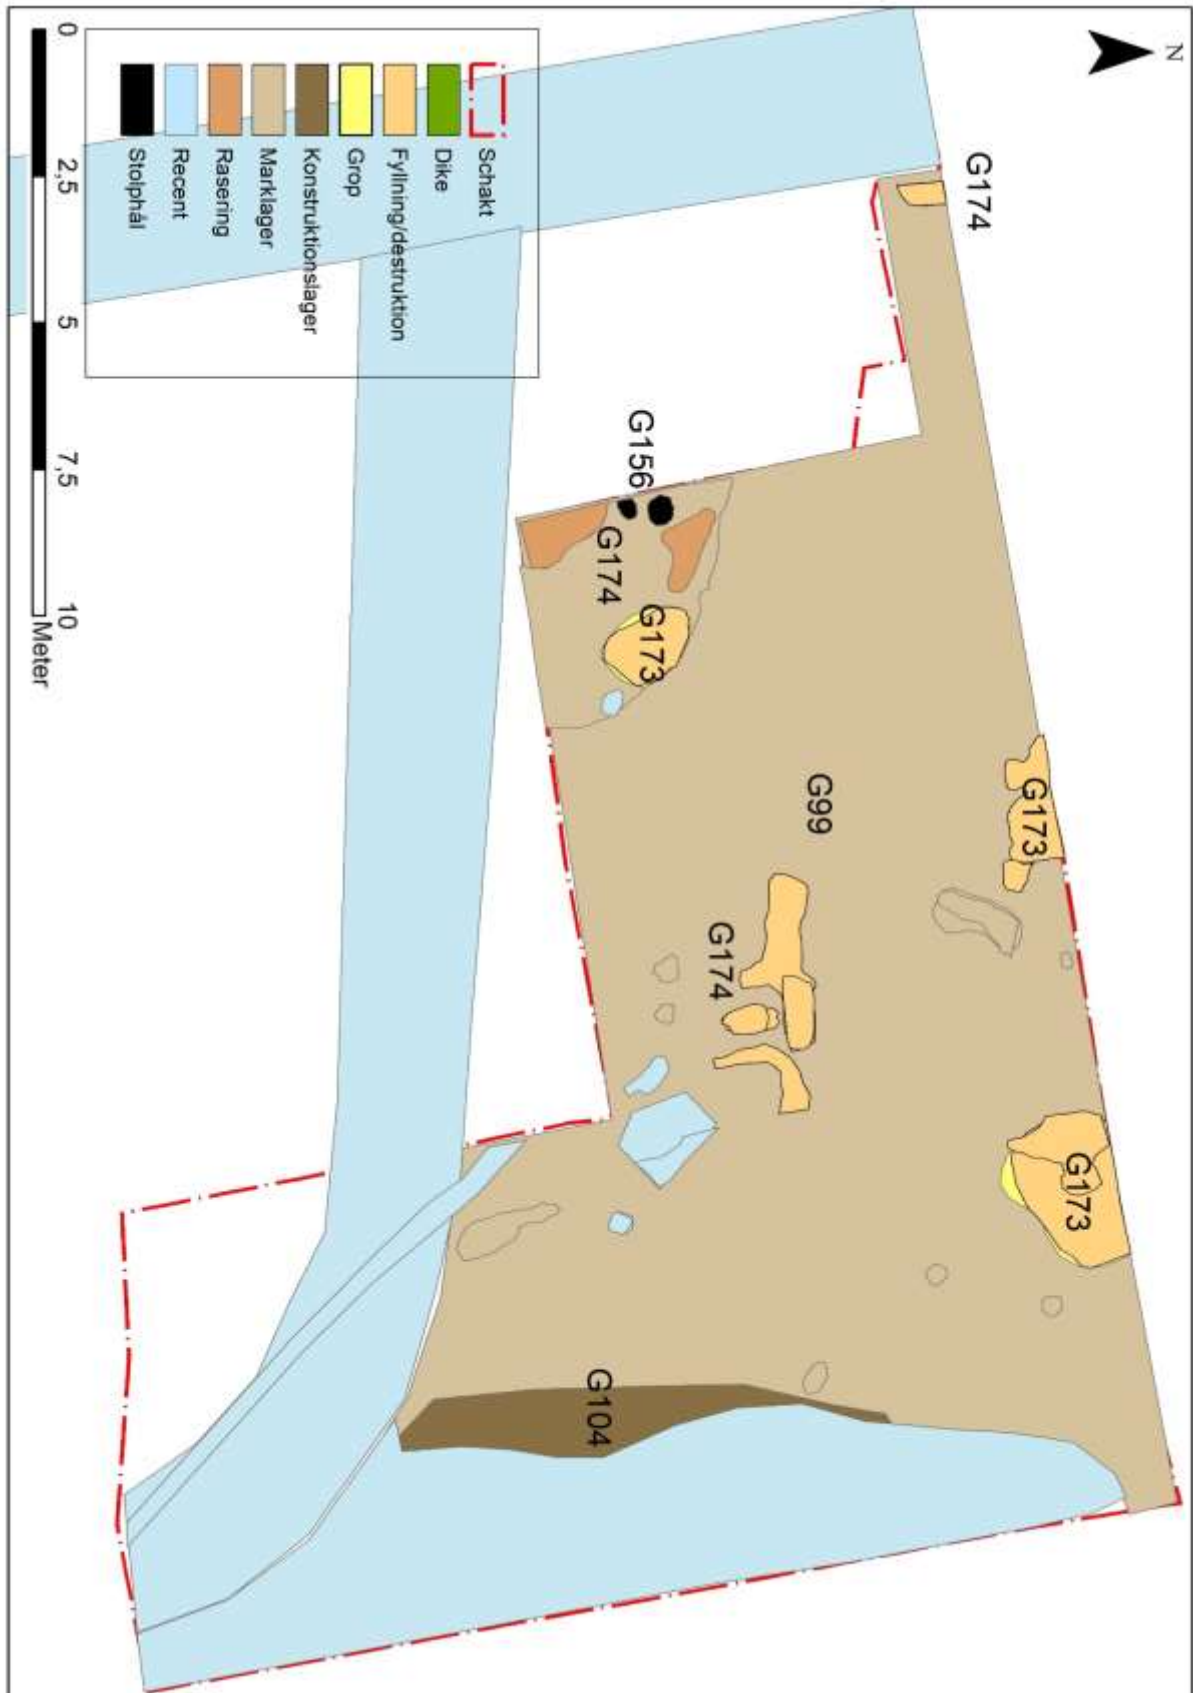 N
G174
G173
G173
G99
G156
G174
G173
G174
G104
Schakt
Dike
Fyllning/destruktion
Grop
Konstruktionslager
Marklager
Rasering
Recent
Stolphål
0 2,5 5 7,5 10
Meter